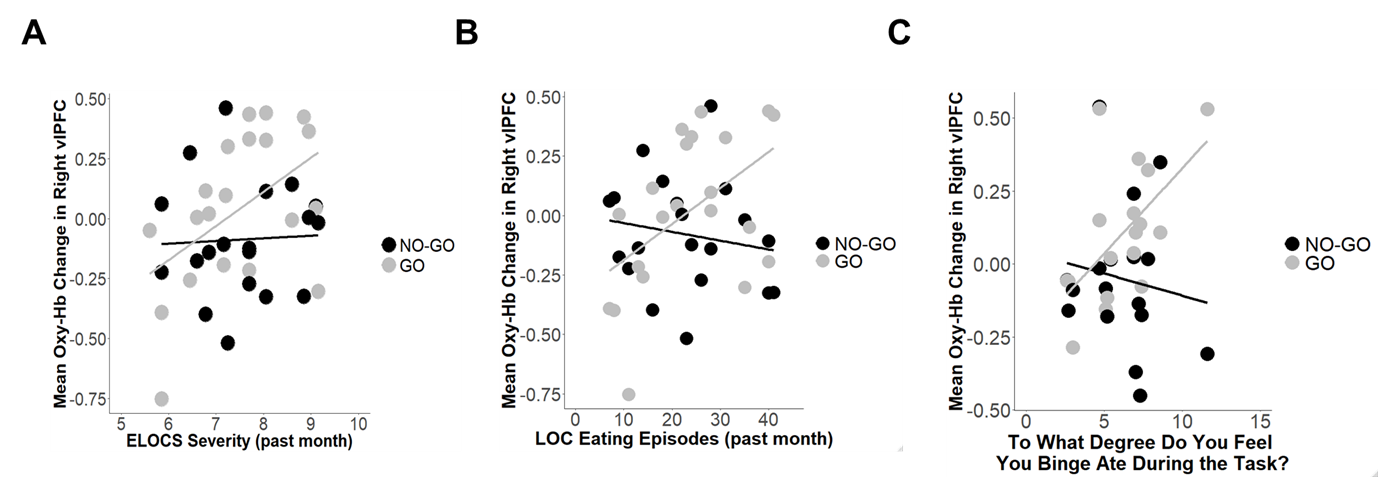 A
Mean Oxy-Hb Change in Right vlPFC
0.50
0.25
0.00
-0.25
-0.50
-0.75
5 6 7 8 9 10
ELOCS Severity (past month)
NO-GO
GO
B
Mean Oxy-Hb Change in Right vlPFC
0.50
0.25
0.00
-0.25
-0.50
-0.75
0 10 20 30 40
LOC Eating Episodes (past month)
NO-GO
GO
C
Mean Oxy-Hb Change in Right vlPFC
0.50
0.25
0.00
-0.25
-0.50
0 5 10 15
To What Degree Do You Feel
You Binge Ate During the Task?
NO-GO
GO